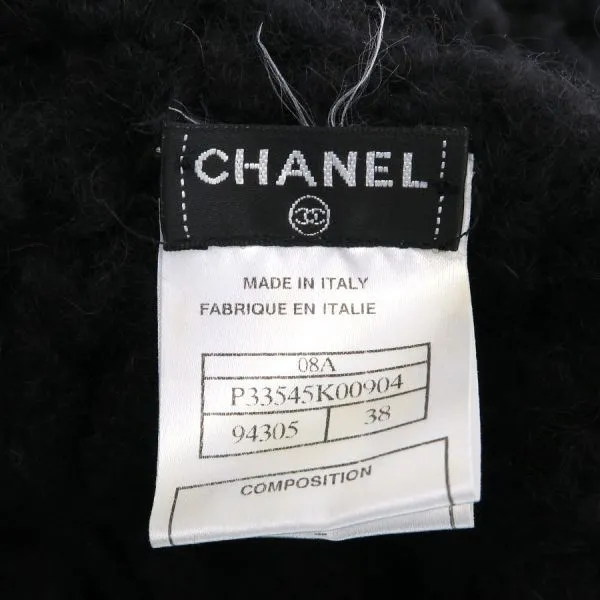 CHANEL
MADE IN ITALY
FABRIQUE EN ITALIE
08A
P33545K00904
94305 38
COMPOSITION